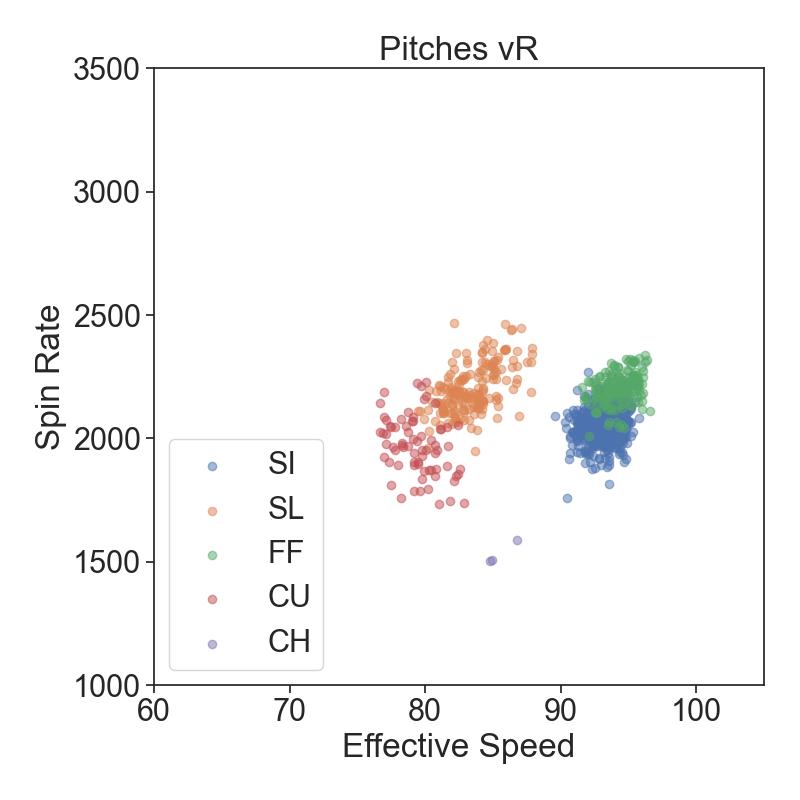 Pitches vR
3500
3000
2500
2000
1500
1000
Spin Rate
SI
SL
FF
CU
CH
60 70 80 90 100
Effective Speed